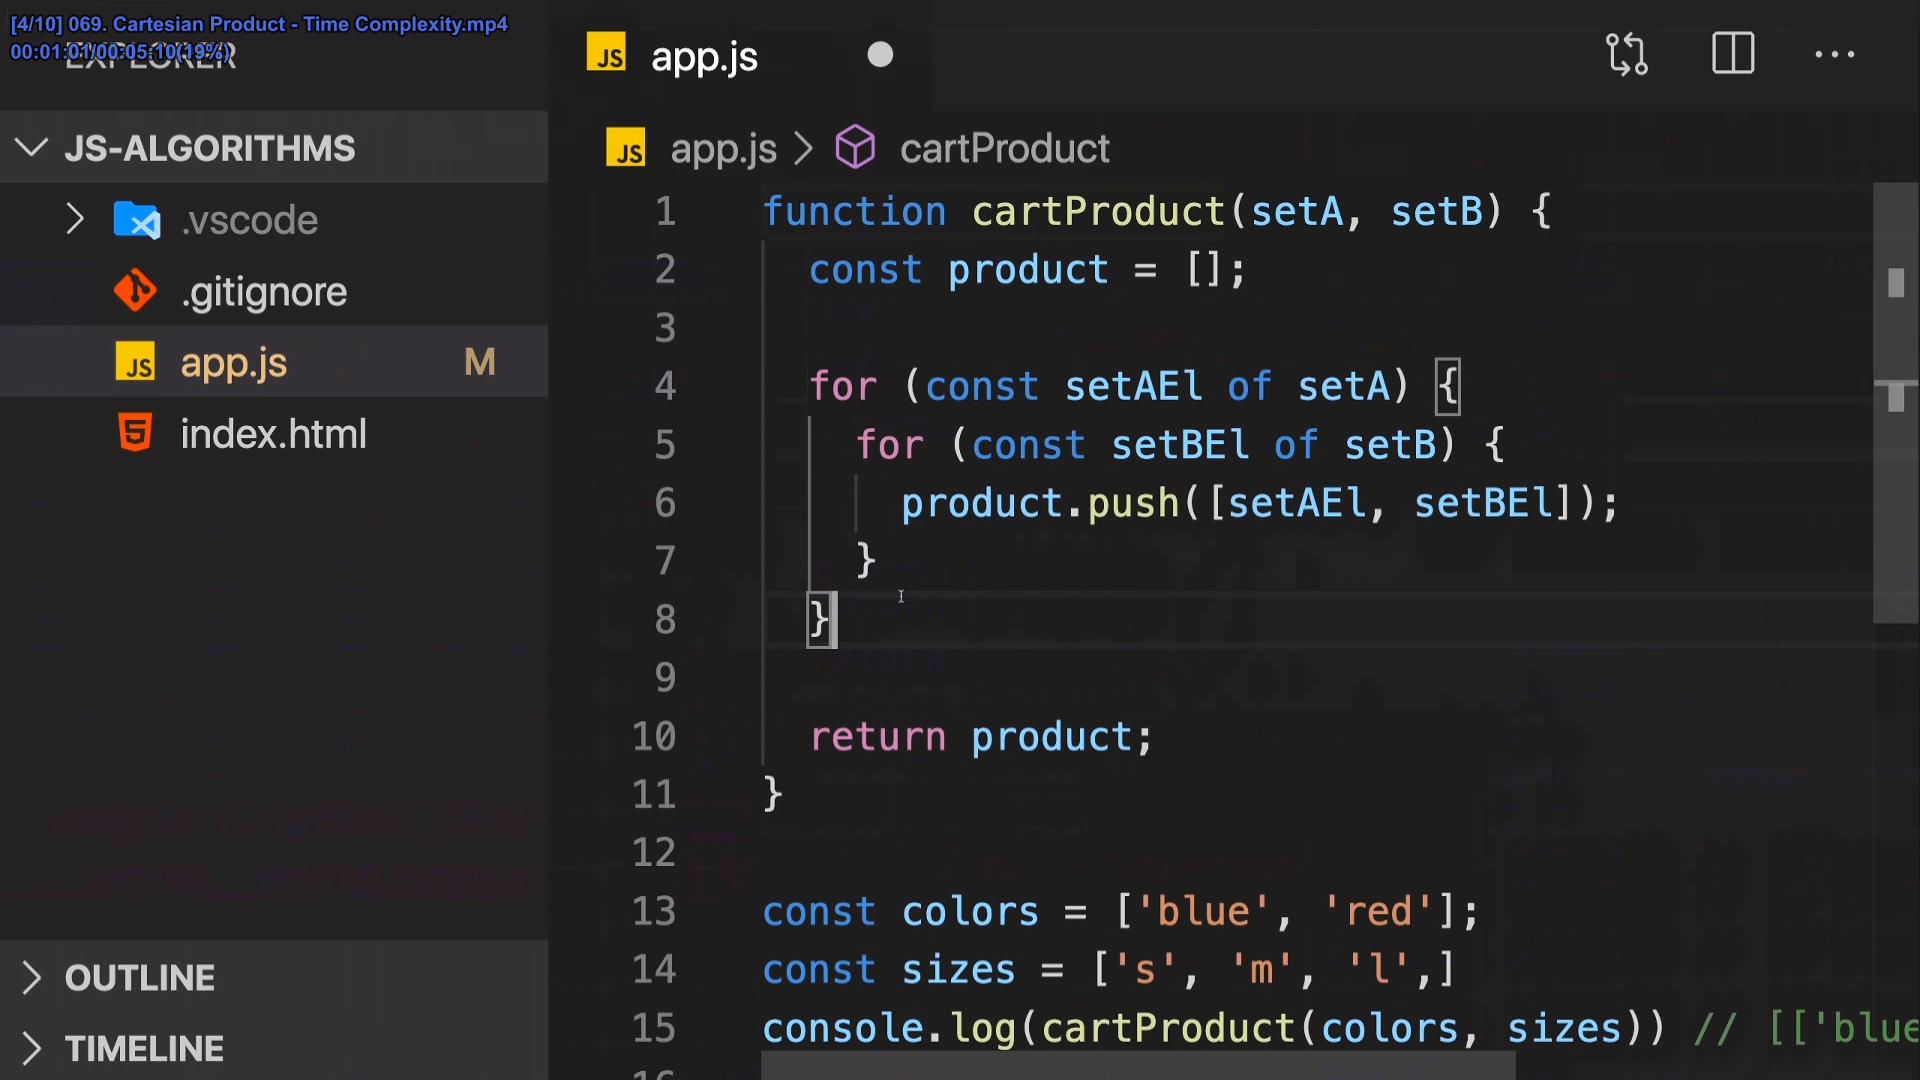 [4/10] 069. Cartesian Product - Time Complexity.mp4
00:01:01/00:05:10(19%)
EXPLORER
JS-ALGORITHMS
.vscode
.gitignore
app.js M
index.html
OUTLINE
TIMELINE
JS app.js
JS app.js > cartProduct
1 function cartProduct(setA, setB) {
2 const product = [];
3
4 for (const setAEl of setA) {
5 for (const setBEl of setB) {
6 product.push([setAEl, setBEl]);
7 }
8 }
9
10 return product;
11 }
12
13 const colors = ['blue', 'red'];
14 const sizes = ['s', 'm', 'l',]
15 console.log(cartProduct(colors, sizes)) // [['blue